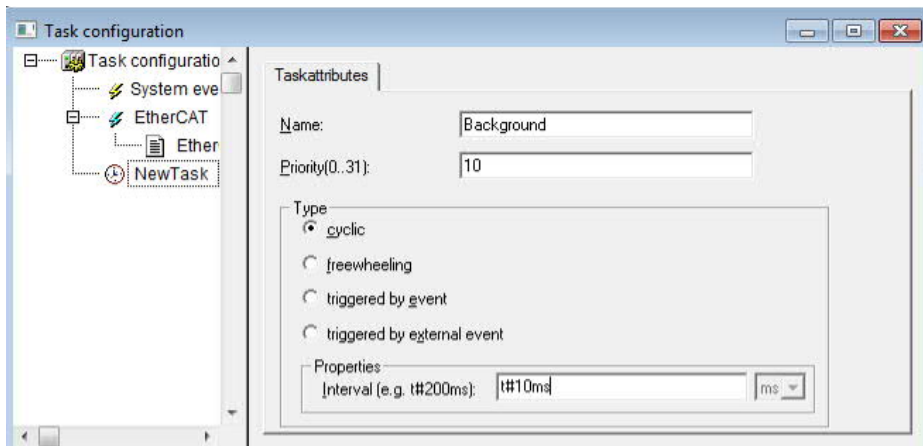 Task configuration
Task configuratio
System eve
EtherCAT
Ether
NewTask
Taskattributes
Name: Background
Priority(0..31): 10
Type
cyclic
freewheeling
triggered by event
triggered by external event
Properties
Interval (e.g. t#200ms): t#10ms ms